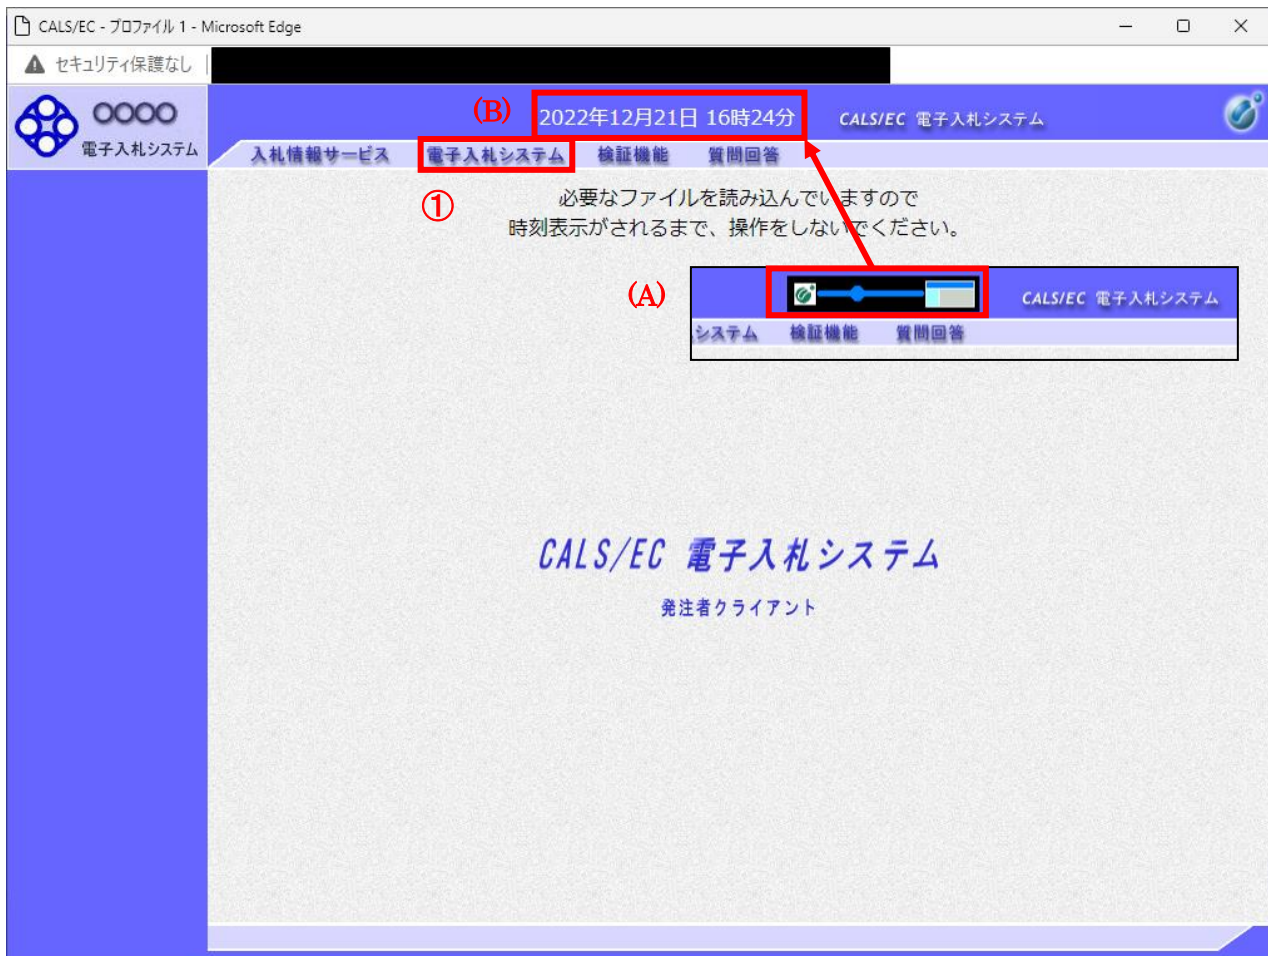 CALS/EC - プロファイル 1 - Microsoft Edge
セキュリティ保護なし
OOOO
電子入札システム
(B)
2022年12月21日 16時24分
CALS/EC 電子入札システム
入札情報サービス 電子入札システム 検証機能 質問回答
①
必要なファイルを読み込んでいますので
時刻表示がされるまで、操作をしないでください。
(A)
CALS/EC 電子入札システム
システム 検証機能 質問回答
CALS/EC 電子入札システム
発注者クライアント